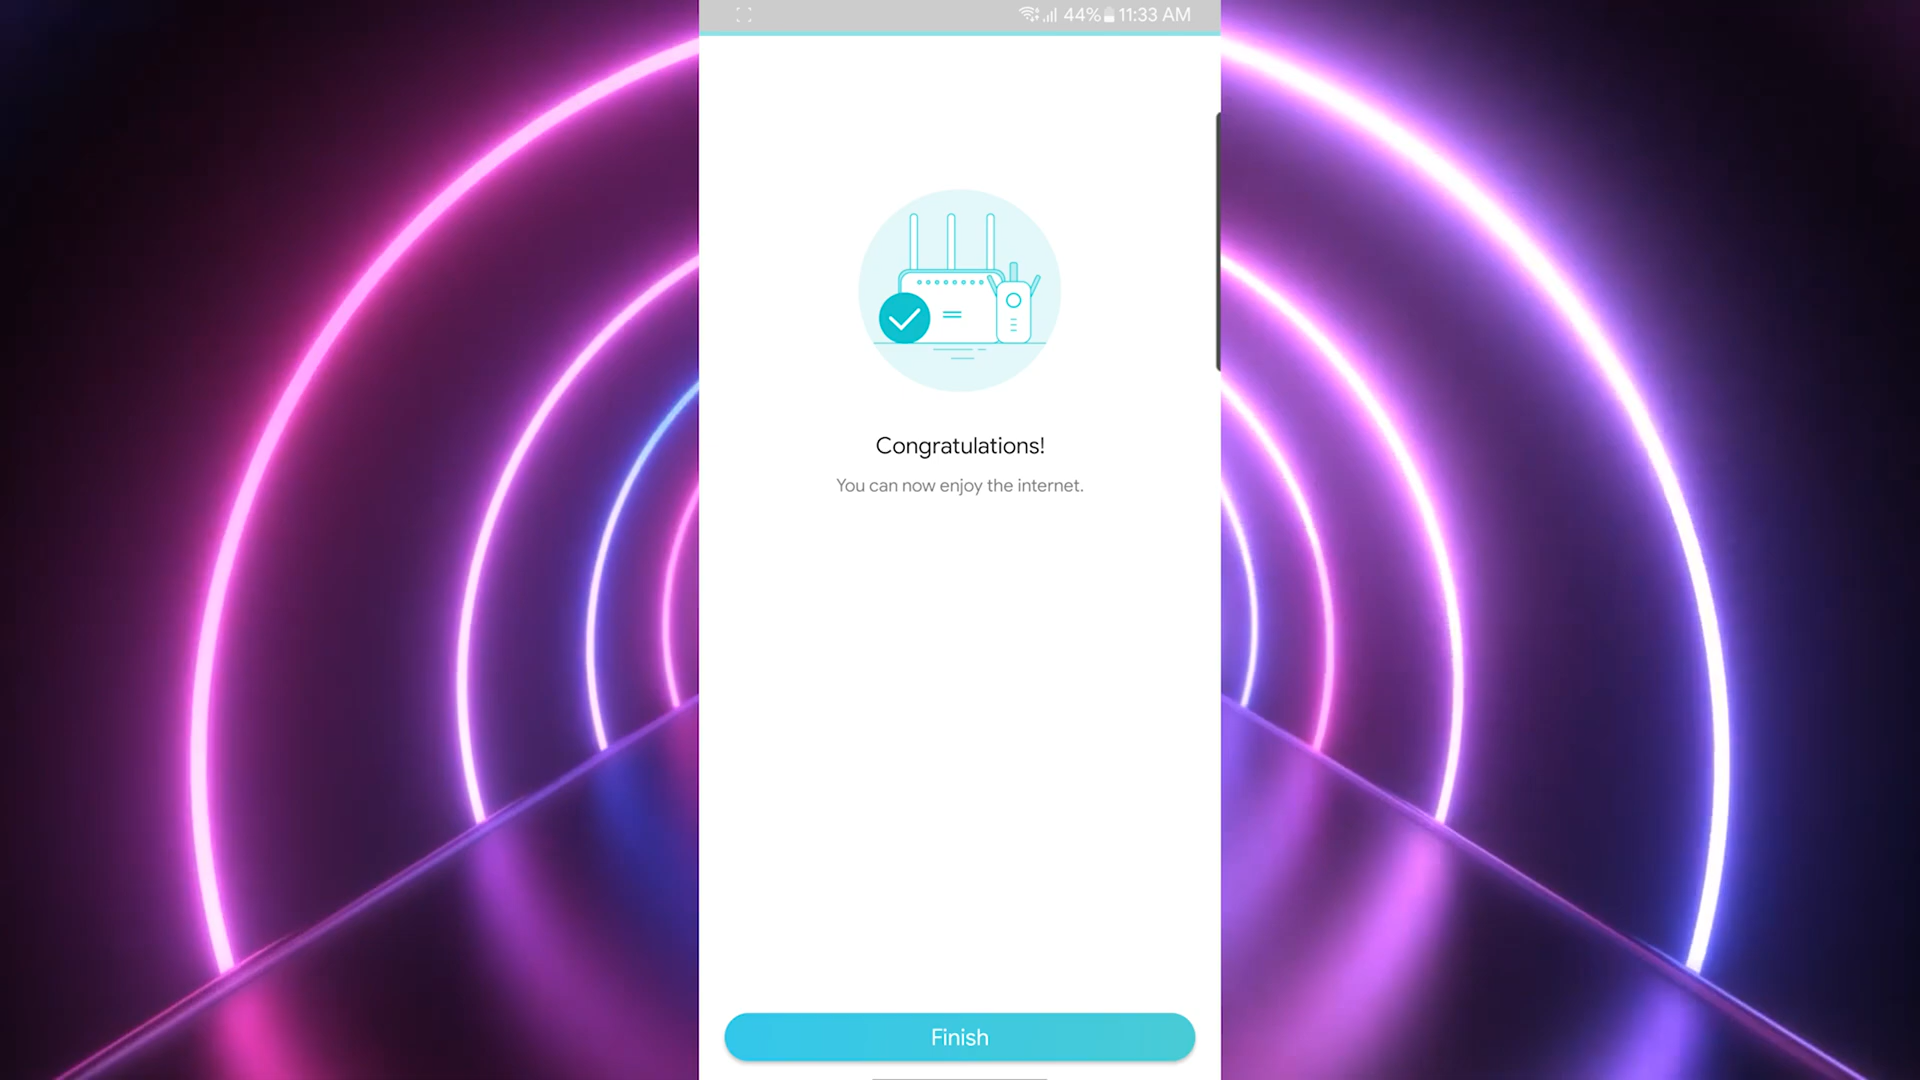 44% 11:33 AM
Congratulations!
You can now enjoy the internet.
Finish